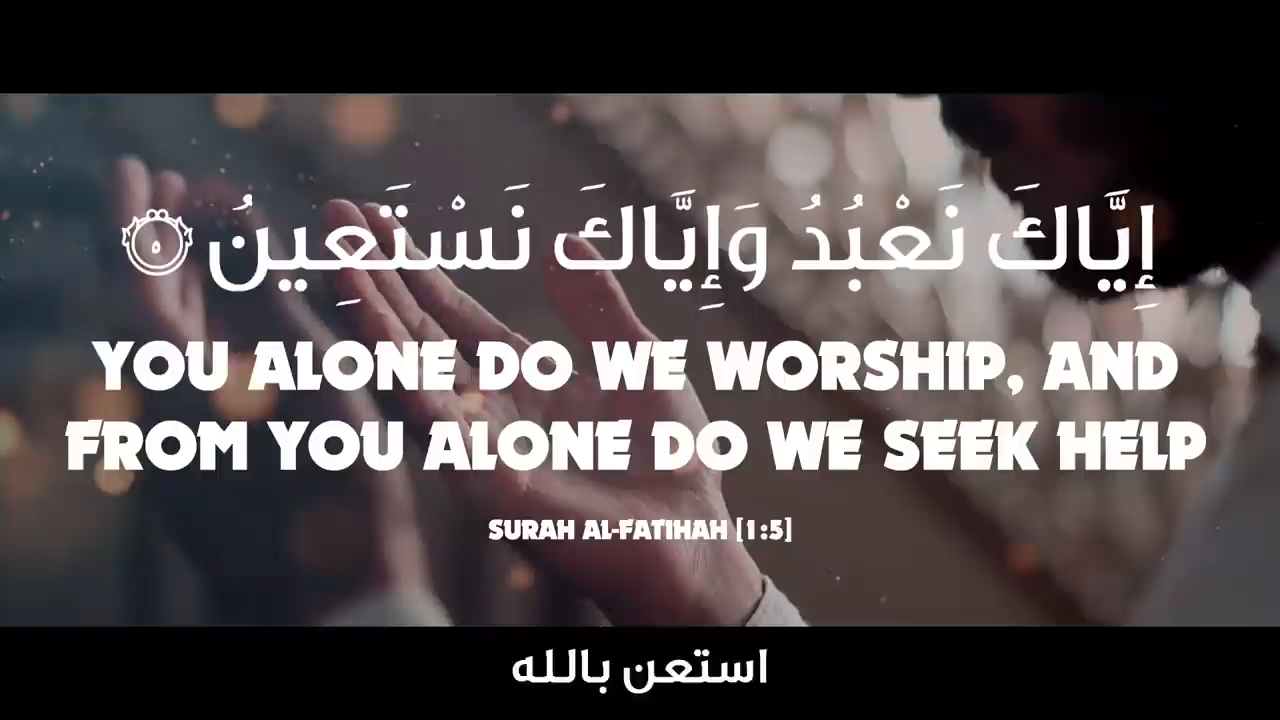 إِيَّاكَ نَعْبُدُ وَإِيَّاكَ نَسْتَعِينُ ٥
YOU ALONE DO WE WORSHIP, AND
FROM YOU ALONE DO WE SEEK HELP
SURAH AL-FATIHAH [1:5]
استعن بالله